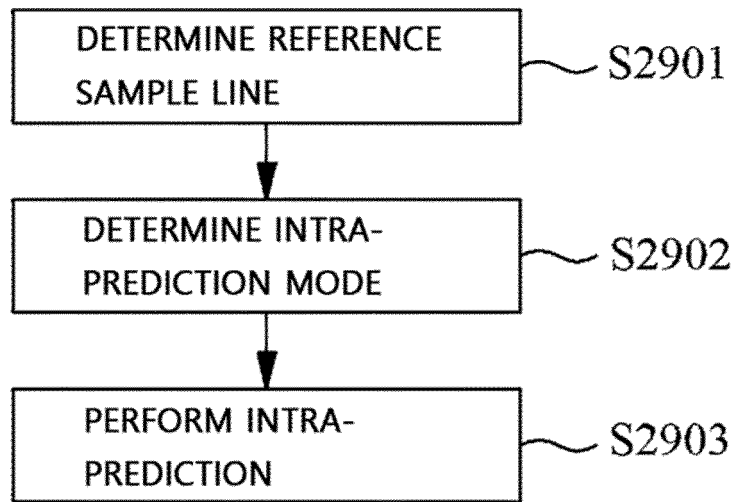 DETERMINE REFERENCE
SAMPLE LINE
S2901
DETERMINE INTRA-
PREDICTION MODE
S2902
PERFORM INTRA-
PREDICTION
S2903